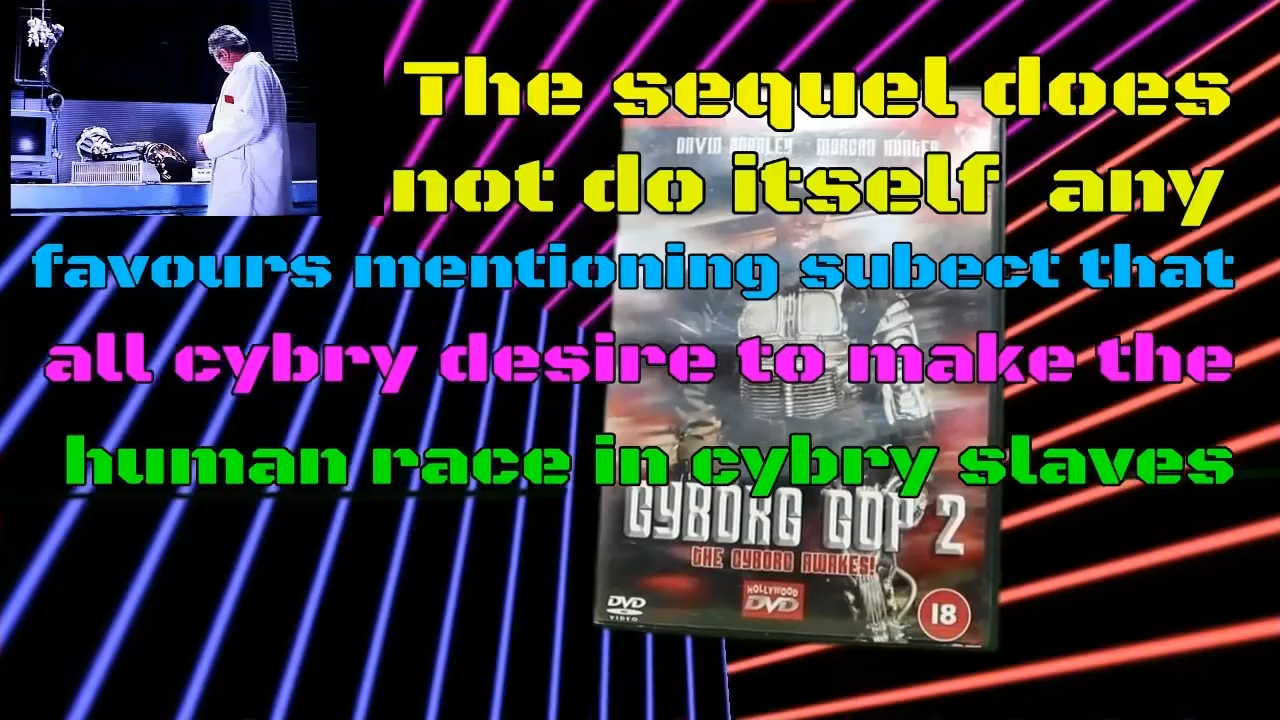 The sequel does
not do itself any
favours mentioning subect that
all cybry desire to make the
human race in cybry slaves
DAVID BRADLEY MORGAN HUNTER
CYBORG COP 2
THE CYBORG AWAKES!
HOLLYWOOD
DVD
DVD
VIDEO
18